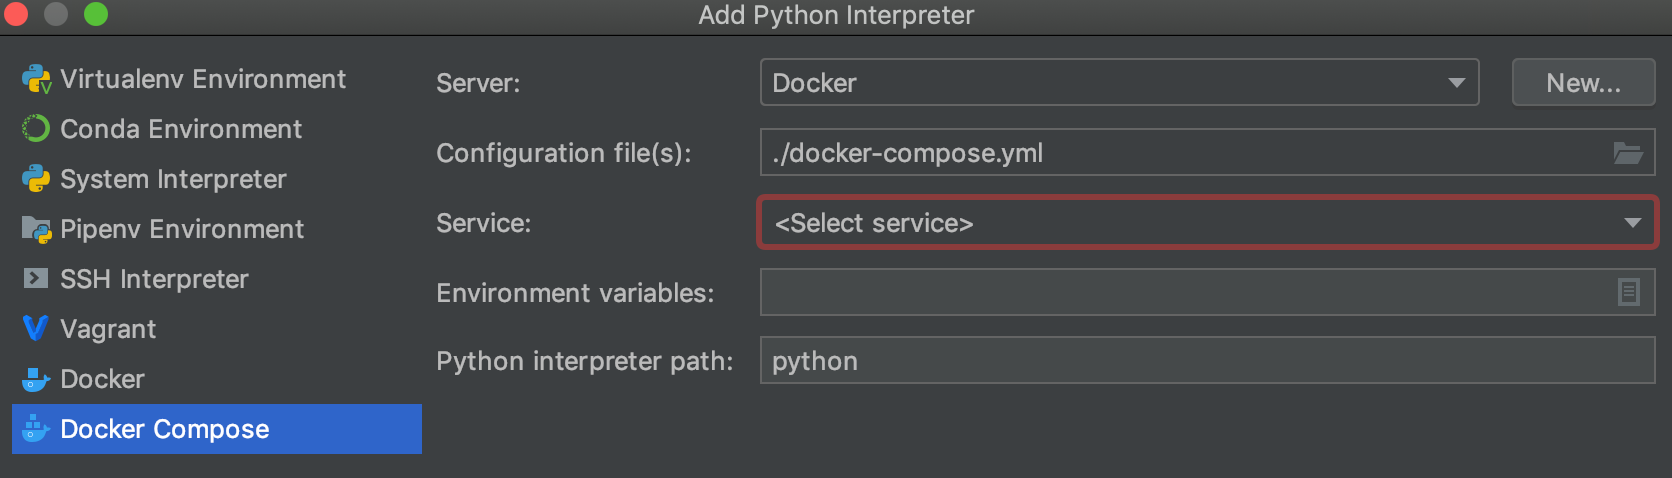 Add Python Interpreter
Virtualenv Environment
Conda Environment
System Interpreter
Pipenv Environment
SSH Interpreter
Vagrant
Docker
Docker Compose
Server:
Docker
New...
Configuration file(s):
./docker-compose.yml
Service:
<Select service>
Environment variables:
Python interpreter path:
python